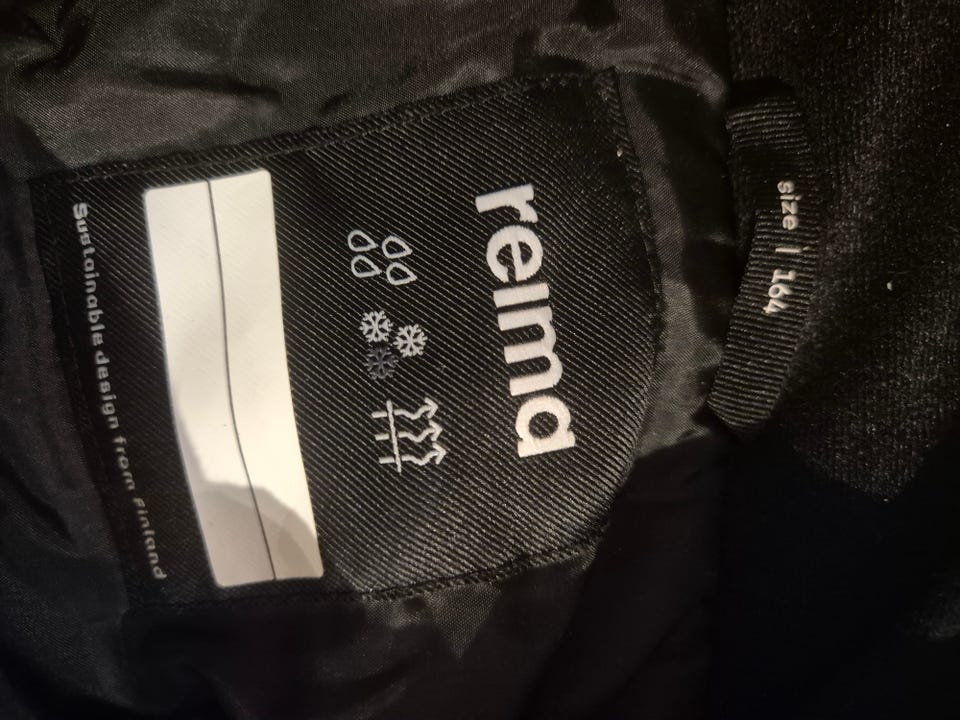 size | 164
reima
Sustainable design from Finland